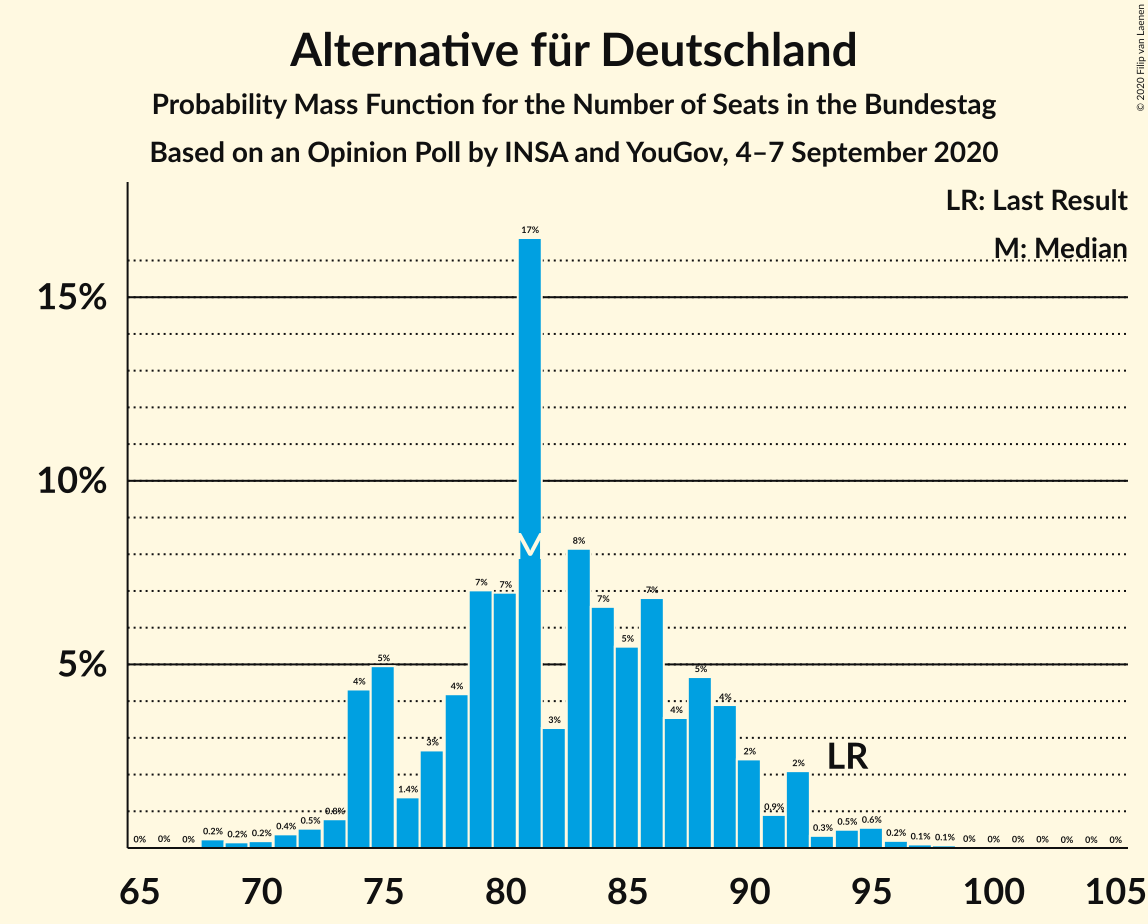 © 2020 Filip van Laenen
Alternative für Deutschland
Probability Mass Function for the Number of Seats in the Bundestag
Based on an Opinion Poll by INSA and YouGov, 4–7 September 2020
LR: Last Result
M: Median
15%
10%
5%
0% 0% 0% 0.2% 0.2% 0.2% 0.4% 0.5% 0.8% 4% 5% 1.4% 3% 4% 7% 7% 17% 3% 8% 7% 5% 7% 4% 5% 4% 2% 0.9% 2% 0.3% 0.5% 0.6% 0.2% 0.1% 0.1% 0% 0% 0% 0% 0% 0% 0%
M
LR
65 70 75 80 85 90 95 100 105